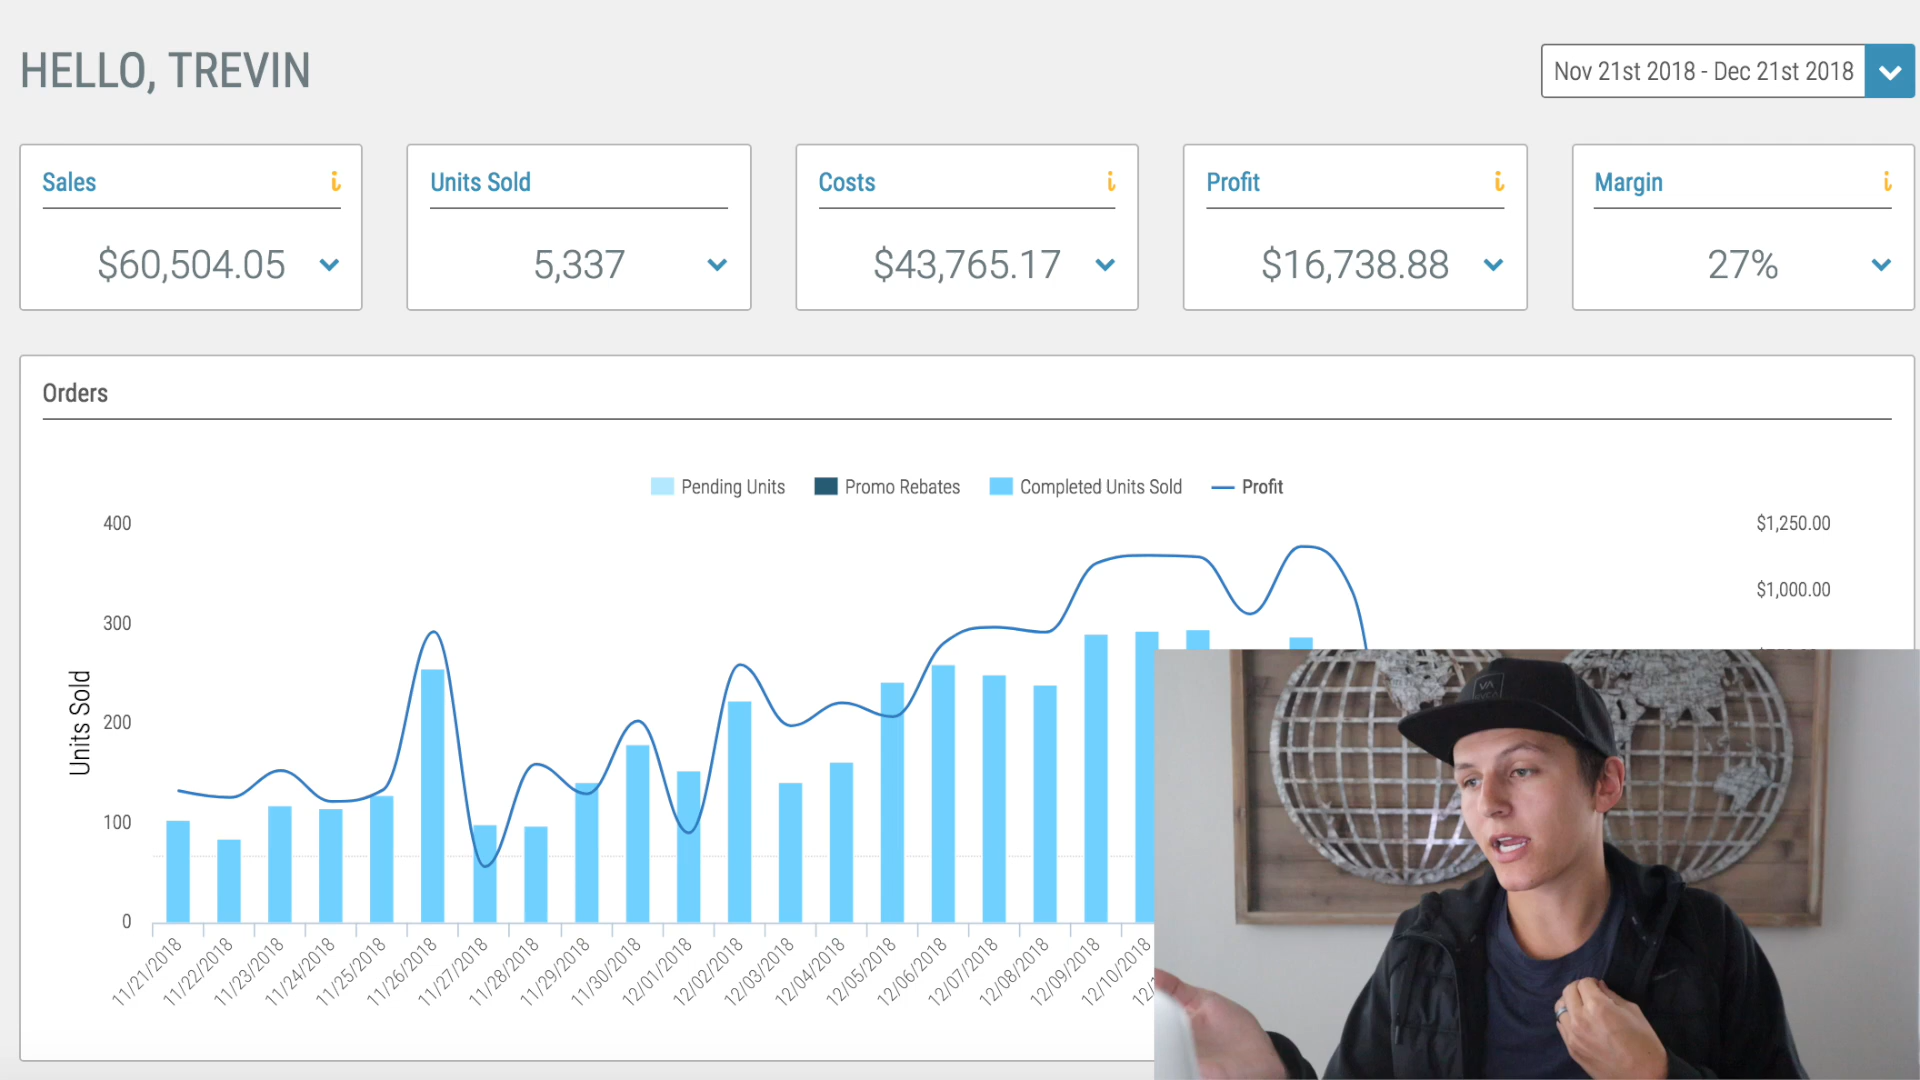 HELLO, TREVIN
Nov 21st 2018 - Dec 21st 2018
Sales i
$60,504.05
Units Sold
5,337
Costs i
$43,765.17
Profit i
$16,738.88
Margin i
27%
Orders
Pending Units Promo Rebates Completed Units Sold Profit
400
300
200
100
0
Units Sold
$1,250.00
$1,000.00
11/21/2018
11/22/2018
11/23/2018
11/24/2018
11/25/2018
11/26/2018
11/27/2018
11/28/2018
11/29/2018
11/30/2018
12/01/2018
12/02/2018
12/03/2018
12/04/2018
12/05/2018
12/06/2018
12/07/2018
12/08/2018
12/09/2018
12/10/2018
VA